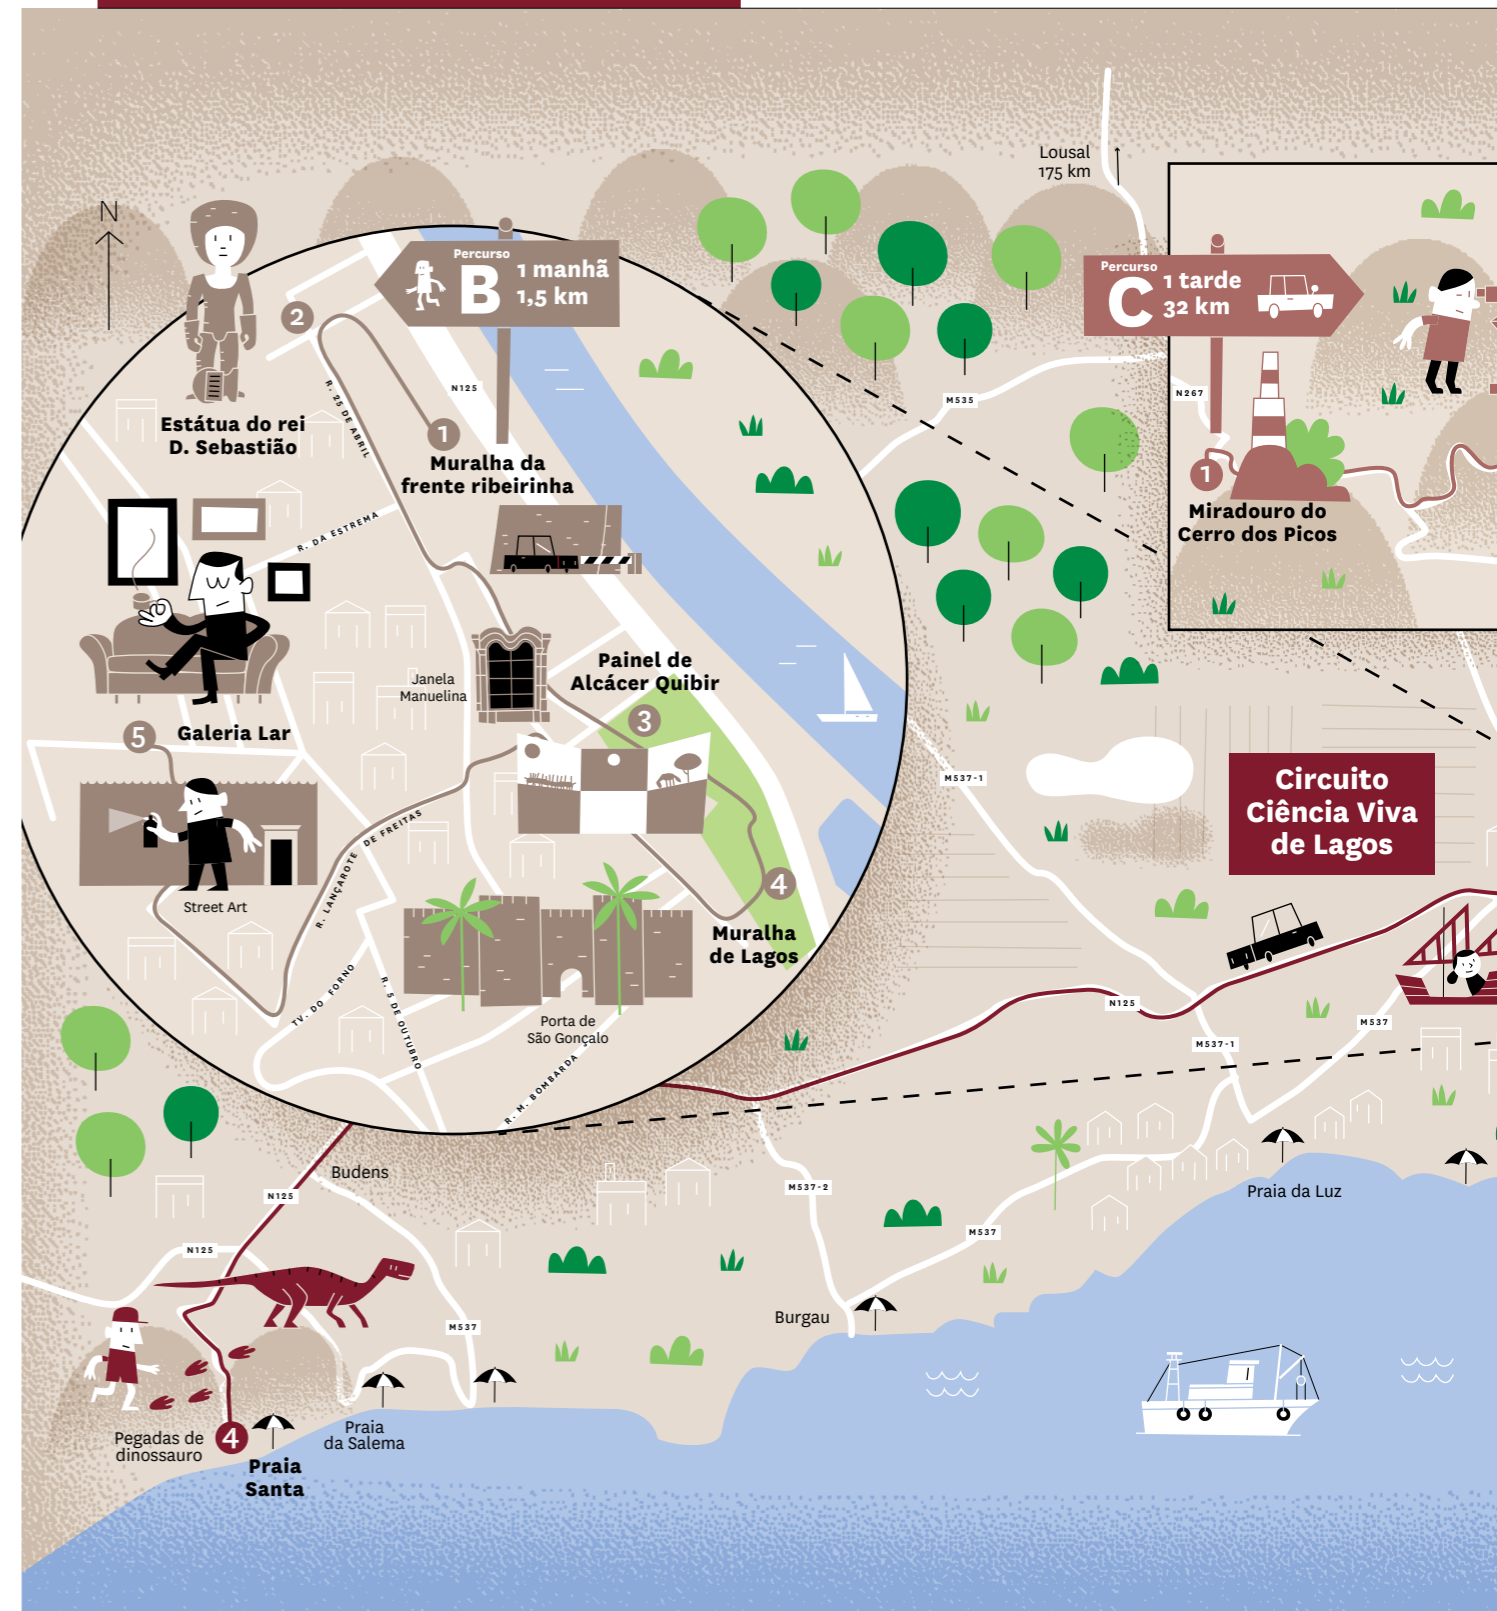 Lousal
175 km
N
Percurso
B
1 manhã
1,5 km
Percurso
C
1 tarde
32 km
2
R. 25 DE ABRIL
N125
M535
N267
Estátua do rei
D. Sebastião
1
Muralha da
frente ribeirinha
1
Miradouro do
Cerro dos Picos
R. DA ESTREMA
Janela
Manuelina
Painel de
Alcácer Quibir
3
5
Galeria Lar
M537-1
Circuito
Ciência Viva
de Lagos
R. LANÇAROTE DE FREITAS
4
Street Art
Muralha
de Lagos
TV. DO FORNO
R. 5 DE OUTUBRO
Porta de
São Gonçalo
R. M. BOMBARDA
N125
M537
M537-1
Budens
N125
M537-2
Praia da Luz
M537
N125
Burgau
M537
Pegadas de
dinossauro
4
Praia
Santa
Praia
da Salema